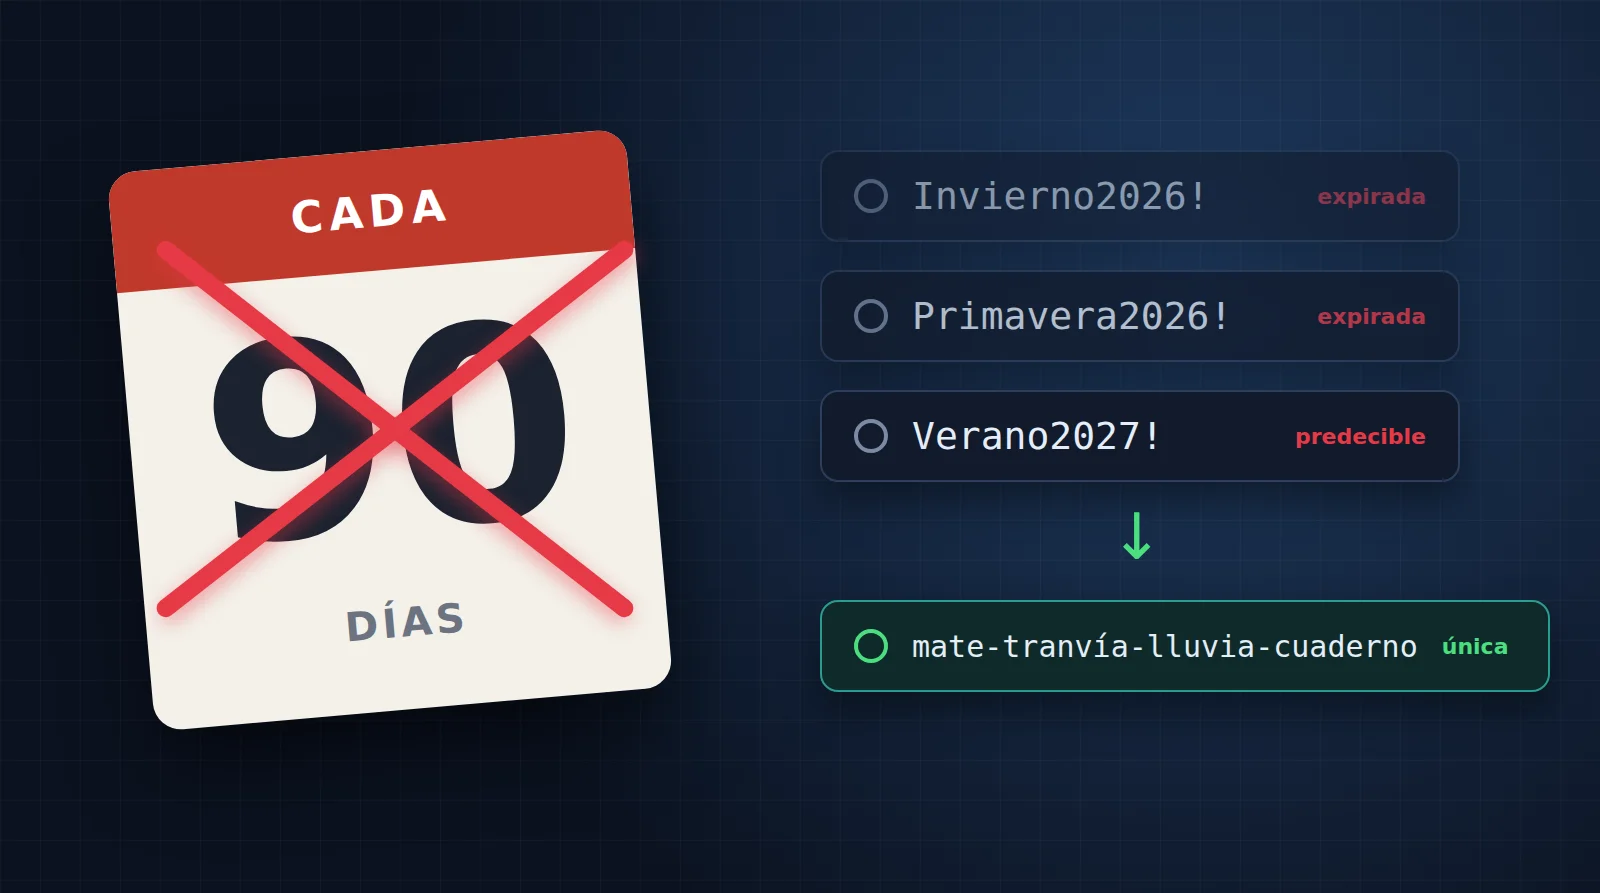 CADA
90
DÍAS
Invierno2026! expirada
Primavera2026! expirada
Verano2027! predecible
↓
mate-tranvía-lluvia-cuaderno única